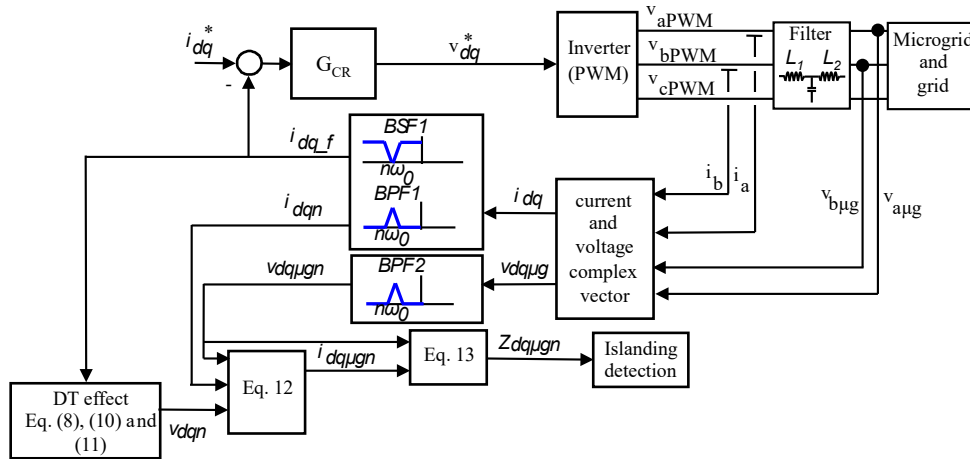 i*dq
-
GCR
v*dq
Inverter
(PWM)
vaPWM
vbPWM
vcPWM
Filter
L1 L2
Microgrid
and
grid
ib
ia
vbμg
vaμg
BSF1
nω0
BPF1
nω0
idq_f
idqn
idq
current
and
voltage
complex
vector
vdqμgn
BPF2
nω0
vdqμg
Eq. 12
idqμgn
Eq. 13
Zdqμgn
Islanding
detection
DT effect
Eq. (8), (10) and
(11)
vdqn